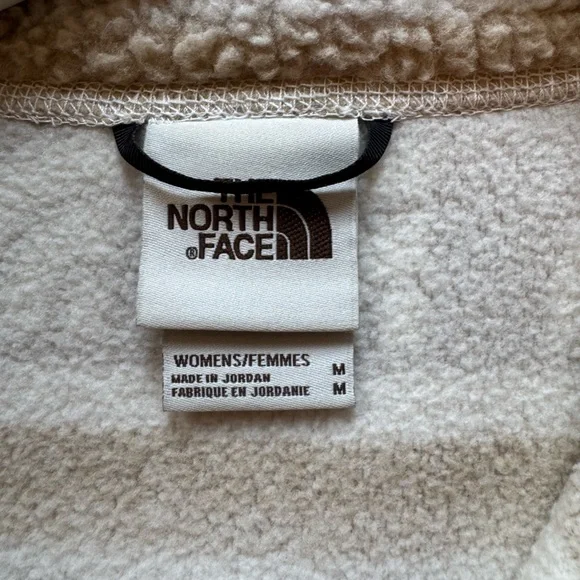 THE
NORTH
®FACE
WOMENS/FEMMES M
MADE IN JORDAN
FABRIQUE EN JORDANIE M